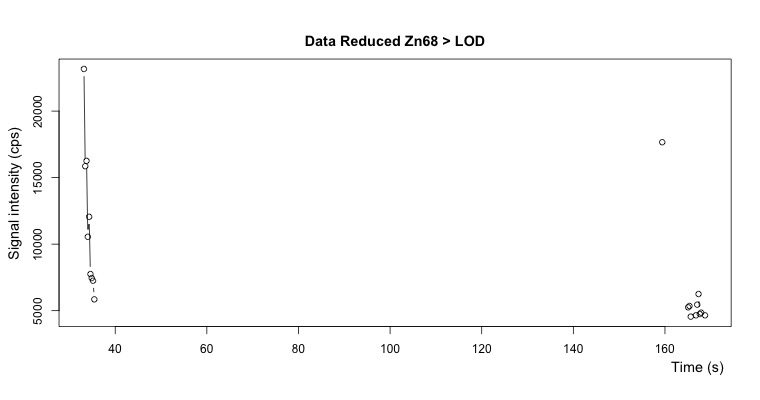 Data Reduced Zn68 > LOD
Signal intensity (cps)
20000
15000
10000
5000
40 60 80 100 120 140 160
Time (s)